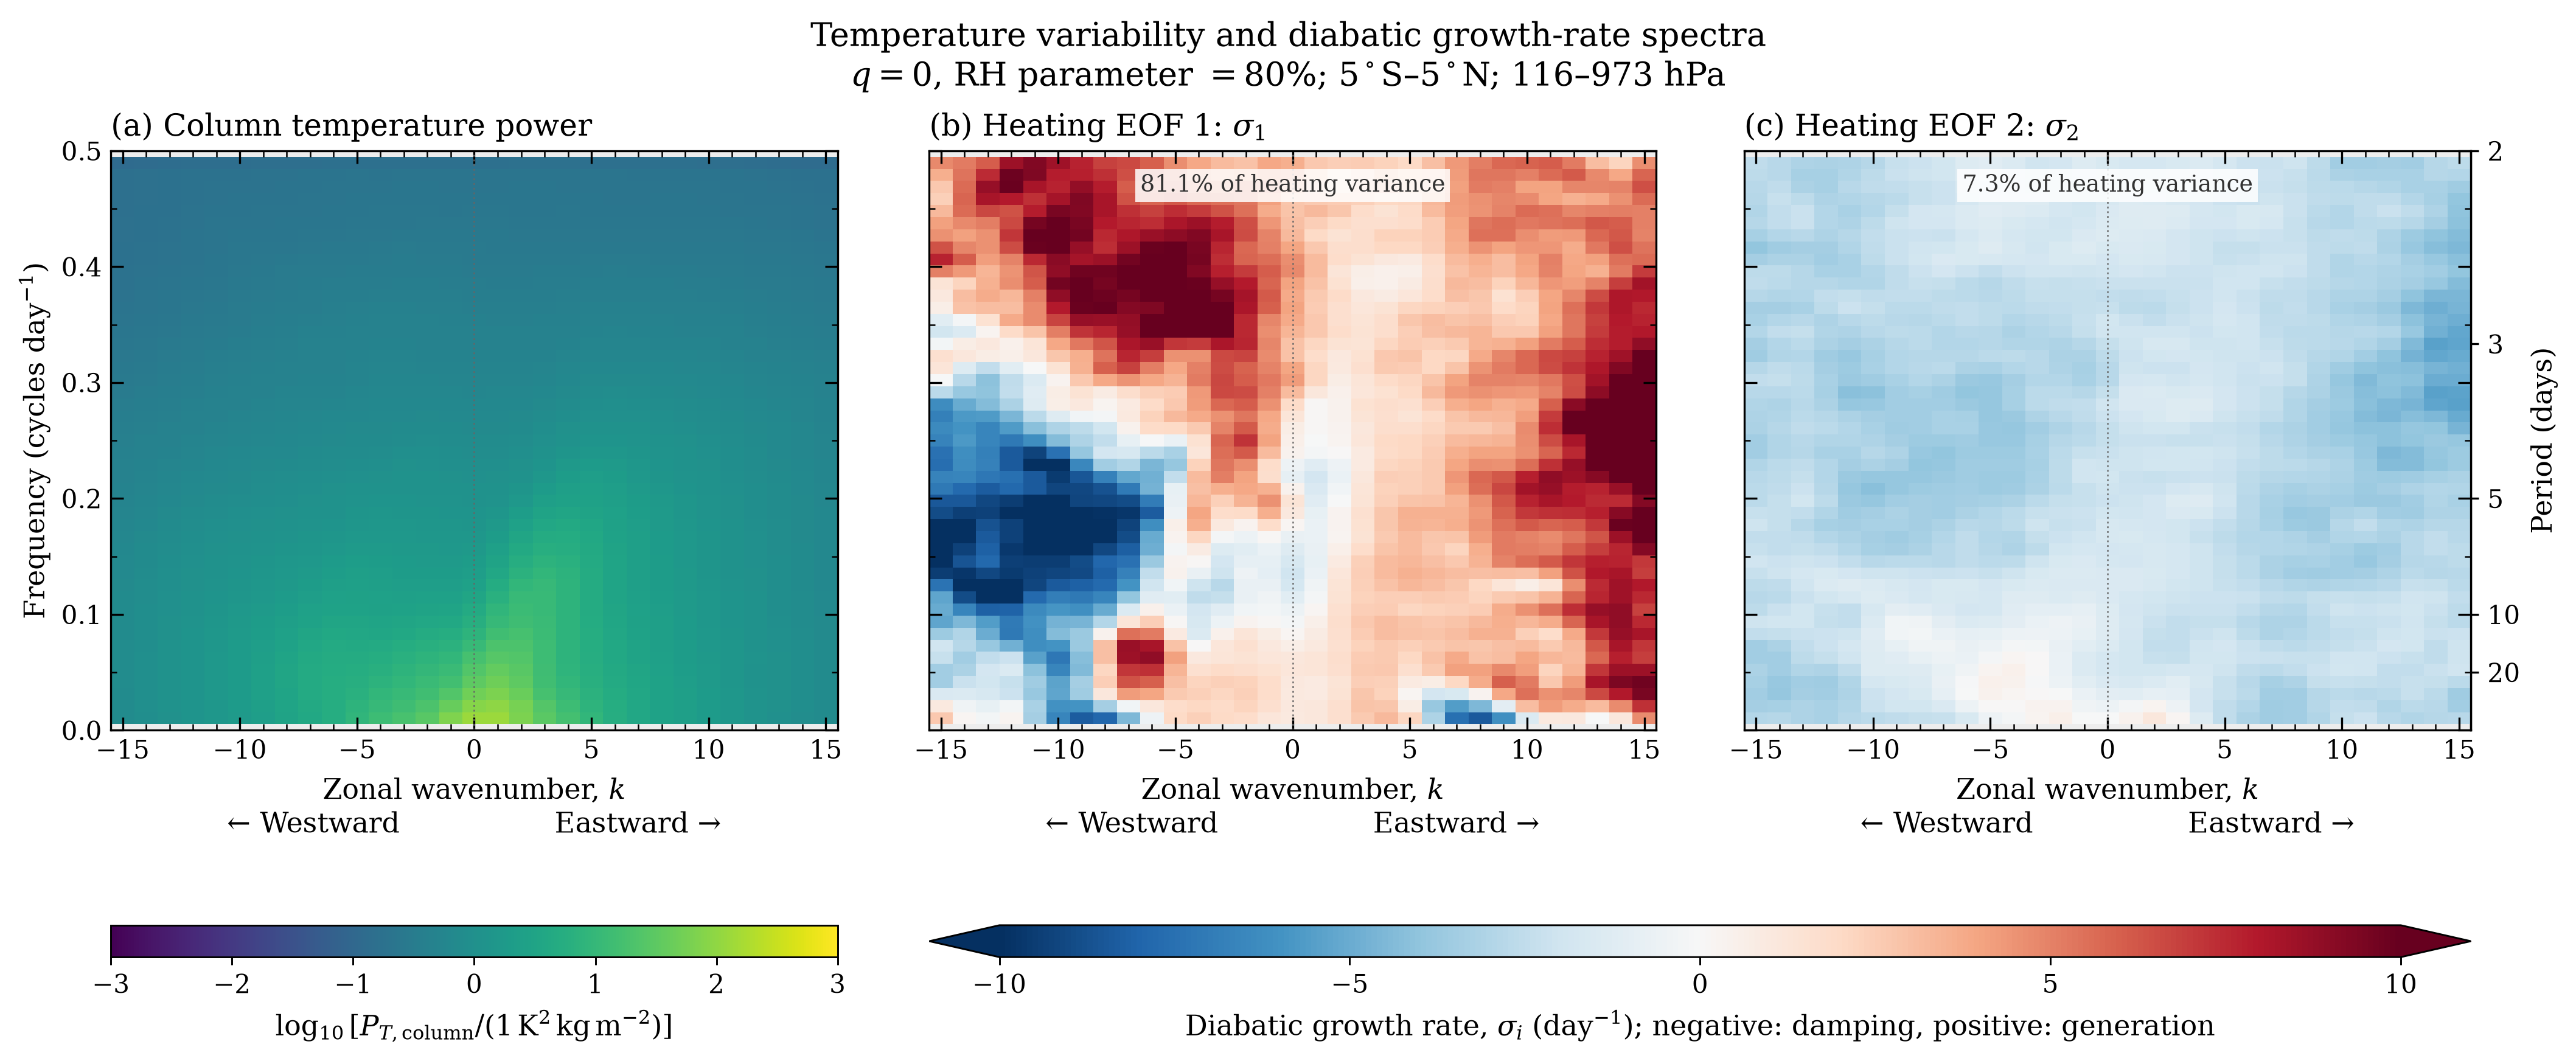 Temperature variability and diabatic growth-rate spectra
q = 0, RH parameter = 80%; 5°S–5°N; 116–973 hPa
(a) Column temperature power
(b) Heating EOF 1: σ₁
(c) Heating EOF 2: σ₂
81.1% of heating variance
7.3% of heating variance
Frequency (cycles day⁻¹)
0.5
0.4
0.3
0.2
0.1
0.0
2
3
5
10
20
Period (days)
−15 −10 −5 0 5 10 15
−15 −10 −5 0 5 10 15
−15 −10 −5 0 5 10 15
Zonal wavenumber, k
← Westward Eastward →
Zonal wavenumber, k
← Westward Eastward →
Zonal wavenumber, k
← Westward Eastward →
−3 −2 −1 0 1 2 3
log₁₀ [P_T, column/(1 K² kg m⁻²)]
−10 −5 0 5 10
Diabatic growth rate, σᵢ (day⁻¹); negative: damping, positive: generation